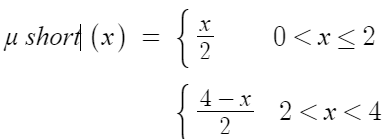 μ short (x) = { x/2   0 < x ≤ 2
{ (4 − x)/2   2 < x < 4